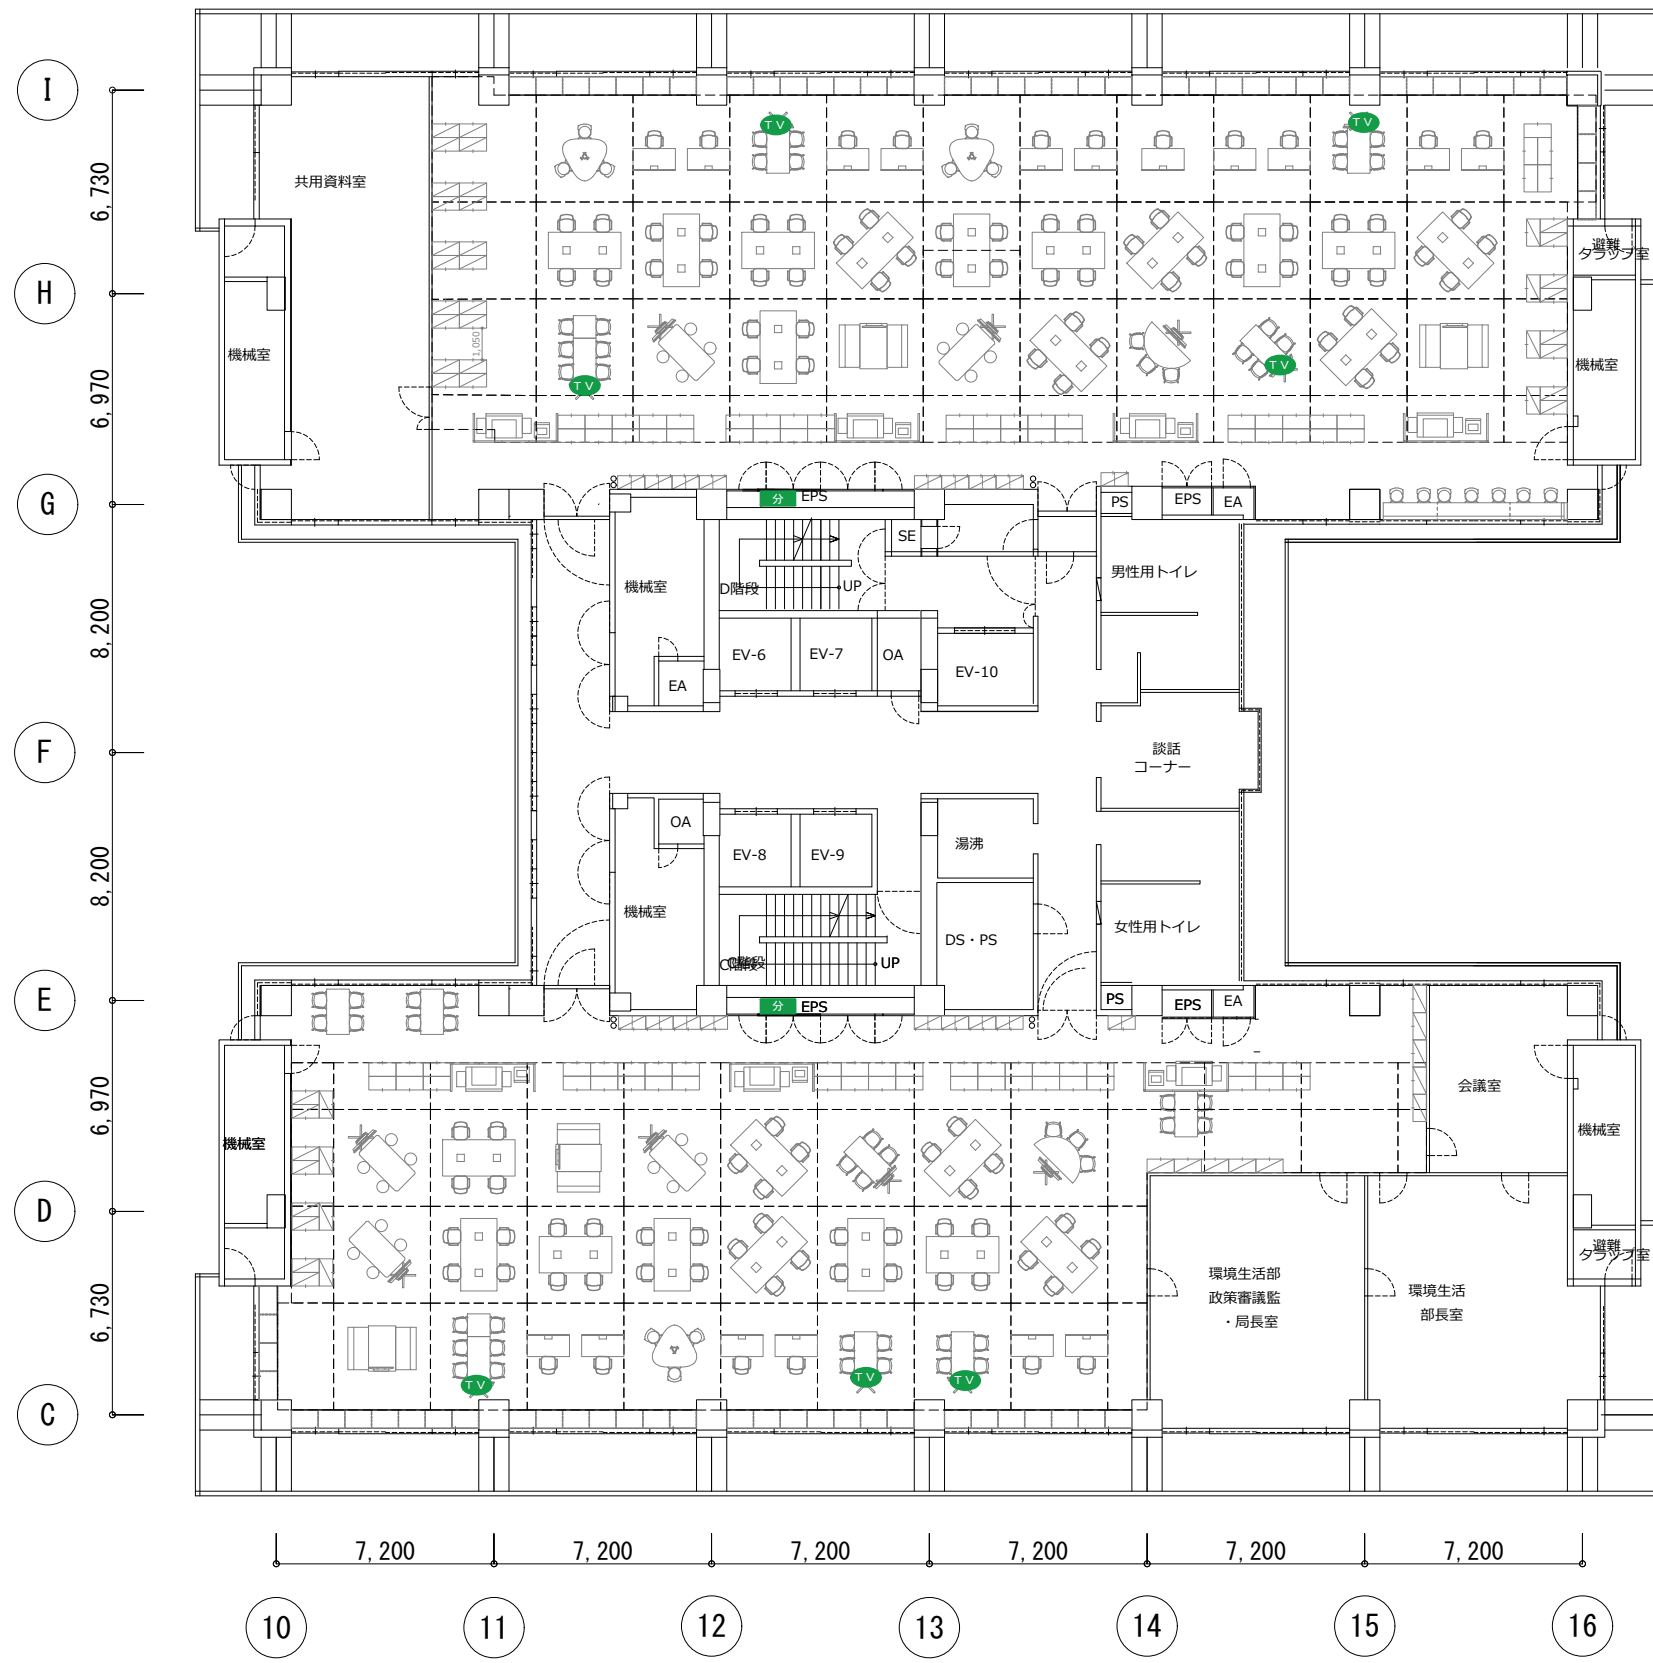 I
TV
TV
6,730
共用資料室
避難
タラップ室
H
1,050
機械室
機械室
TV
TV
6,970
G
分
EPS
PS
EPS
EA
SE
機械室
D階段
UP
男性用トイレ
8,200
EV-6
EV-7
OA
EV-10
EA
F
談話
コーナー
OA
湯沸
EV-8
EV-9
8,200
機械室
DS・PS
女性用トイレ
C階段
UP
E
分
EPS
PS
EPS
EA
6,970
会議室
機械室
機械室
D
避難
タラップ室
環境生活部
政策審議監
・局長室
環境生活
部長室
6,730
TV
TV
TV
C
7,200
7,200
7,200
7,200
7,200
7,200
10
11
12
13
14
15
16